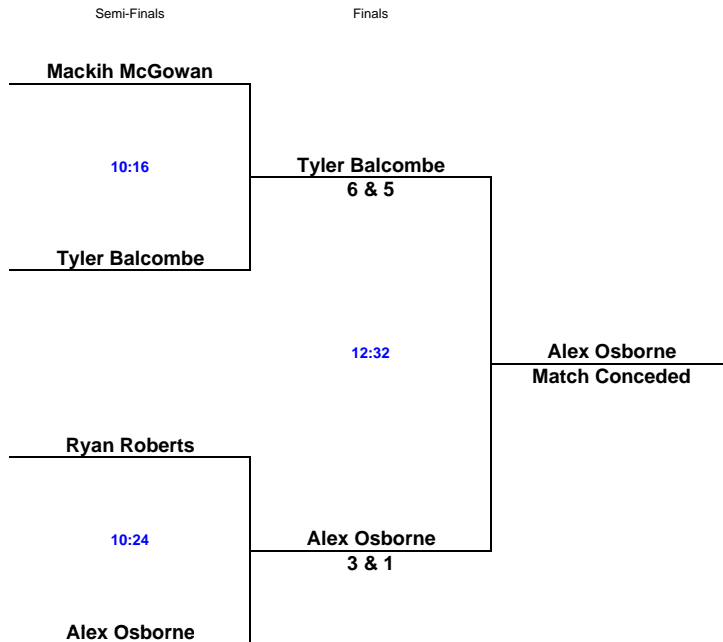 Semi-Finals Finals
Mackih McGowan
10:16
Tyler Balcombe
6 & 5
Tyler Balcombe
12:32
Alex Osborne
Match Conceded
Ryan Roberts
10:24
Alex Osborne
3 & 1
Alex Osborne